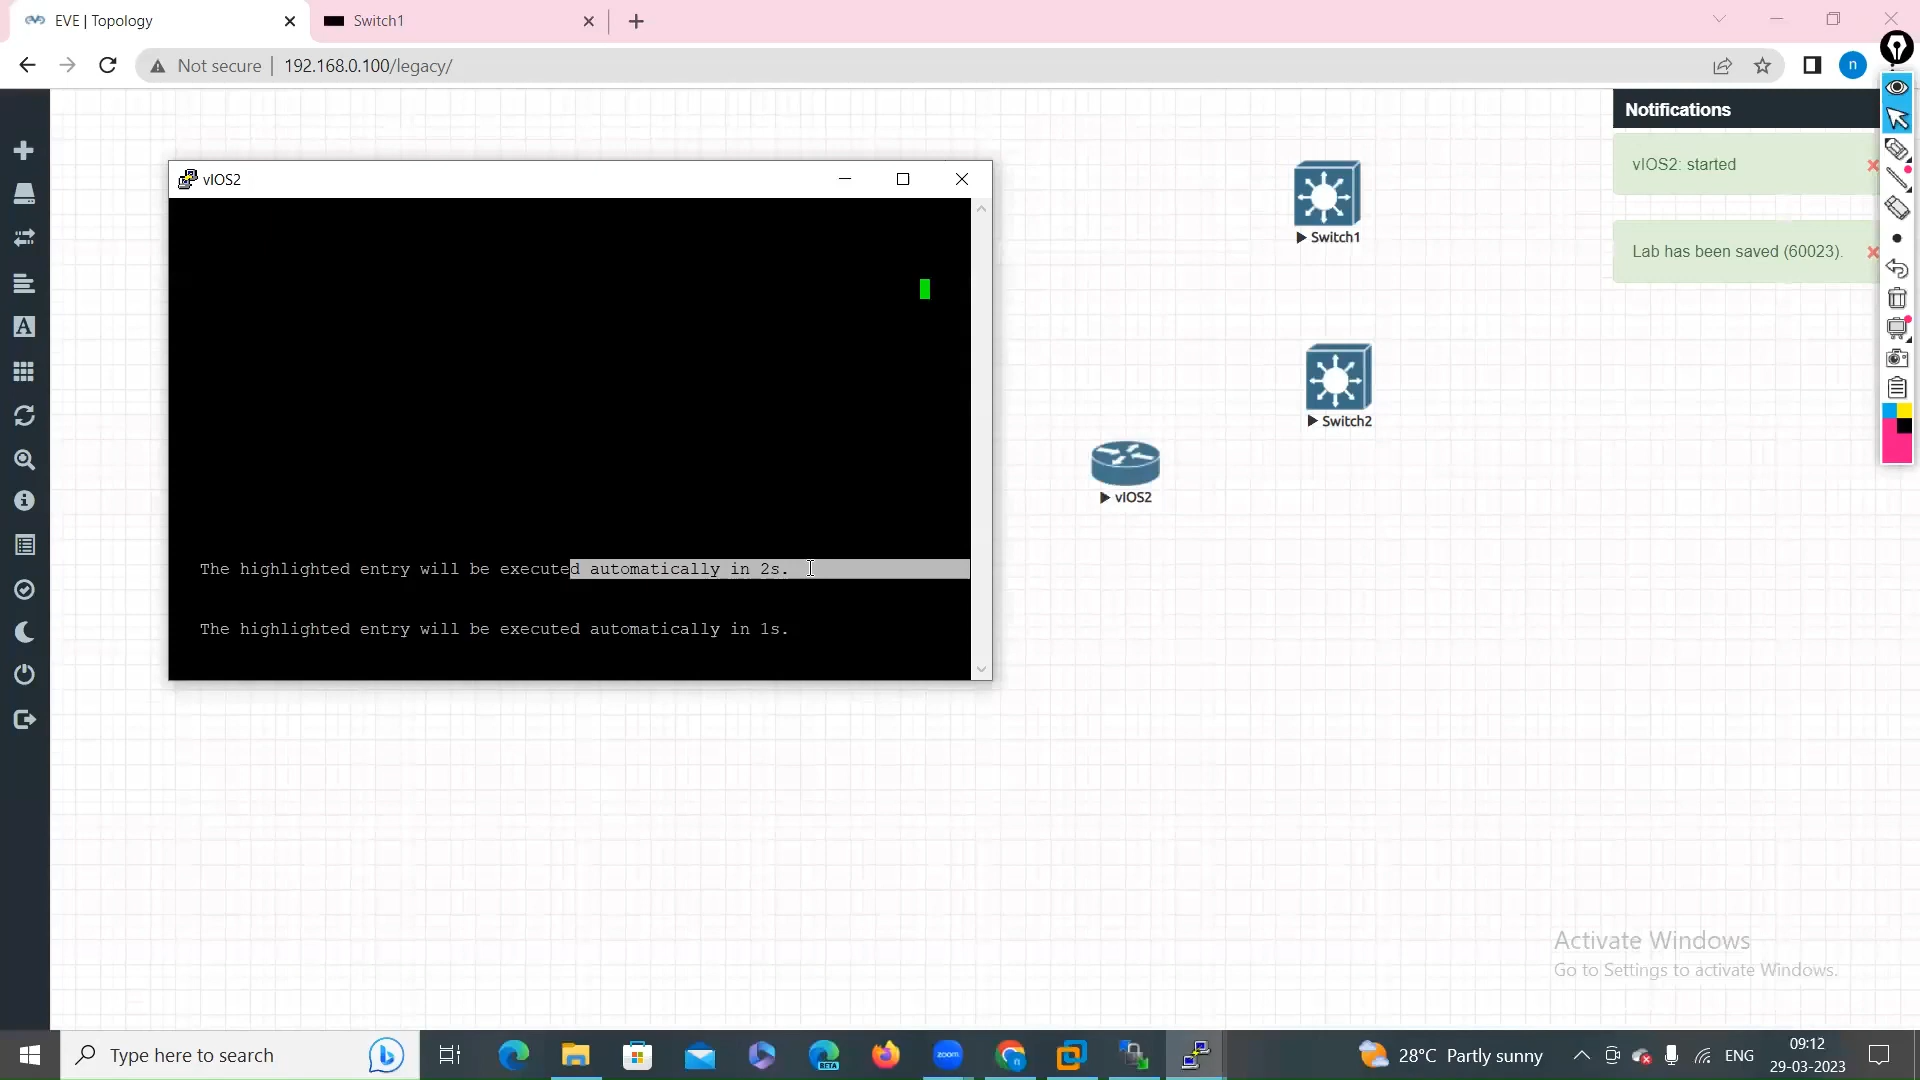 EVE | Topology
Switch1
Not secure
192.168.0.100/legacy/
n
Notifications
vIOS2: started
Lab has been saved (60023).
vIOS2
The highlighted entry will be executed automatically in 2s.
The highlighted entry will be executed automatically in 1s.
Switch1
Switch2
vIOS2
Activate Windows
Go to Settings to activate Windows.
Type here to search
BETA
zoom
n
28°C Partly sunny
ENG
09:12
29-03-2023